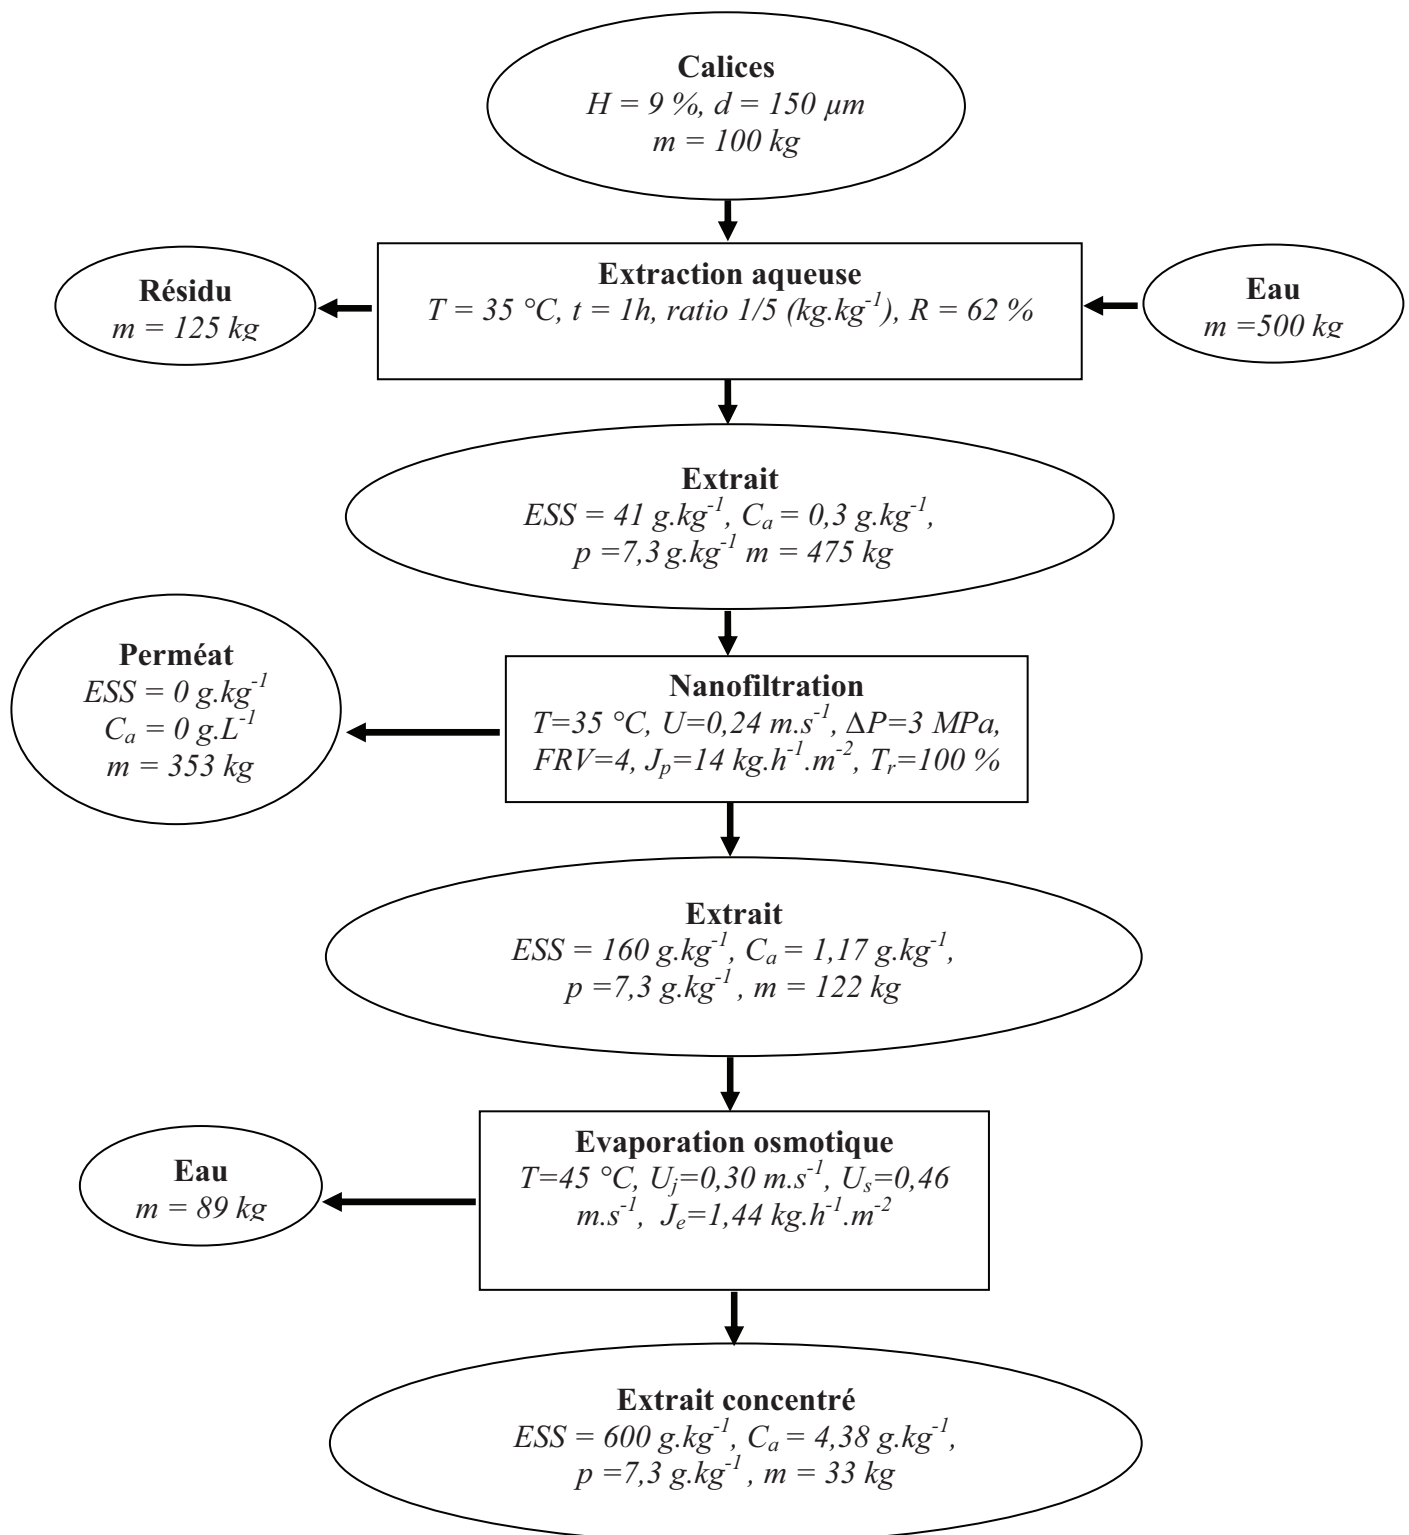 Calices
H = 9 %, d = 150 µm
m = 100 kg
Extraction aqueuse
T = 35 °C, t = 1h, ratio 1/5 (kg.kg⁻¹), R = 62 %
Résidu
m = 125 kg
Eau
m =500 kg
Extrait
ESS = 41 g.kg⁻¹, Cₐ = 0,3 g.kg⁻¹,
p =7,3 g.kg⁻¹ m = 475 kg
Perméat
ESS = 0 g.kg⁻¹
Cₐ = 0 g.L⁻¹
m = 353 kg
Nanofiltration
T=35 °C, U=0,24 m.s⁻¹, ΔP=3 MPa,
FRV=4, Jₚ=14 kg.h⁻¹.m⁻², Tᵣ=100 %
Extrait
ESS = 160 g.kg⁻¹, Cₐ = 1,17 g.kg⁻¹,
p =7,3 g.kg⁻¹ , m = 122 kg
Evaporation osmotique
T=45 °C, Uⱼ=0,30 m.s⁻¹, Uₛ=0,46
m.s⁻¹, Jₑ=1,44 kg.h⁻¹.m⁻²
Eau
m = 89 kg
Extrait concentré
ESS = 600 g.kg⁻¹, Cₐ = 4,38 g.kg⁻¹,
p =7,3 g.kg⁻¹ , m = 33 kg